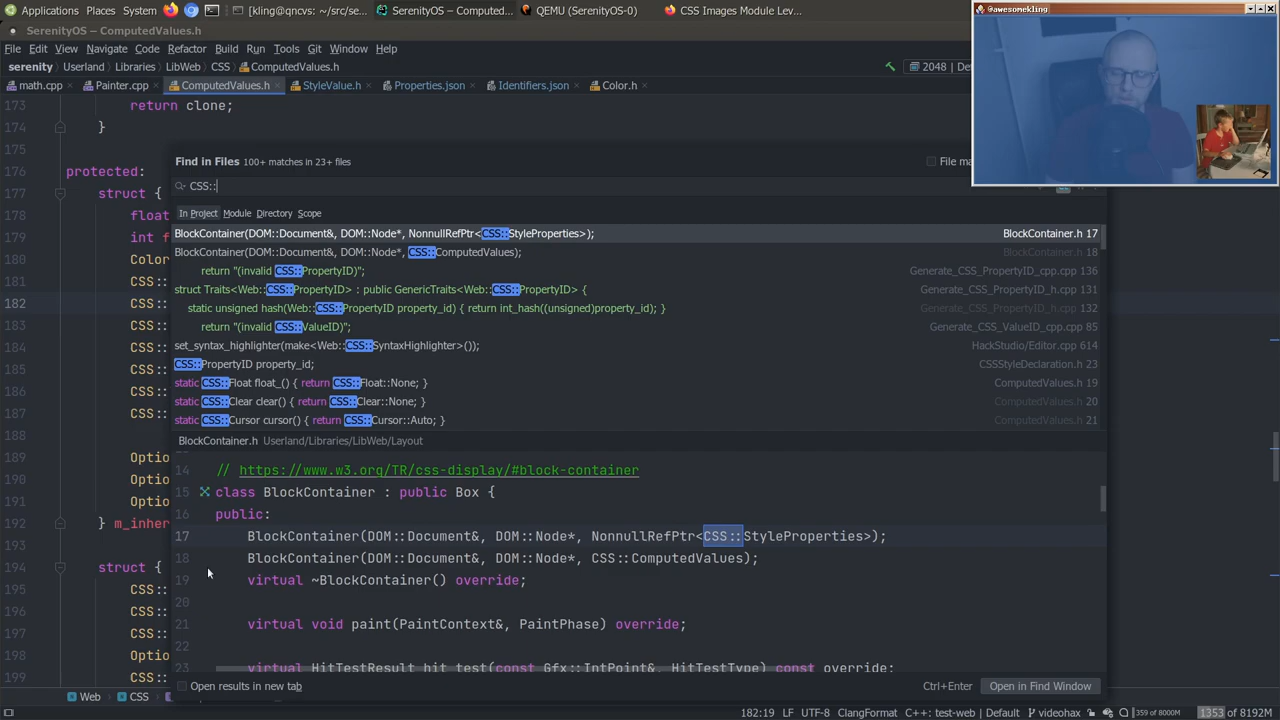 Applications Places System [kling@qncvs: ~/src/se... SerenityOS – Computed... QEMU (SerenityOS-0) CSS Images Module Lev...
@awesomekling
SerenityOS – ComputedValues.h
File Edit View Navigate Code Refactor Build Run Tools Git Window Help
serenity Userland Libraries LibWeb CSS ComputedValues.h 2048 | De
math.cpp Painter.cpp ComputedValues.h StyleValue.h Properties.json Identifiers.json Color.h
173 return clone;
174 }
175
176 protected:
177 struct {
178 float
179 int f
180 Color
181 CSS::
182 CSS::
183 CSS::
184 CSS::
185 CSS::
186 CSS::
187 CSS::
188
189 Optio
190 Optio
191 Optio
192 } m_inher
193
194 struct {
195 CSS::
196 CSS::
197 CSS::
198 Optio
199 CSS::
Find in Files 100+ matches in 23+ files
File ma
CSS::
In Project Module Directory Scope
BlockContainer(DOM::Document&, DOM::Node*, NonnullRefPtr<CSS::StyleProperties>); BlockContainer.h 17
BlockContainer(DOM::Document&, DOM::Node*, CSS::ComputedValues); BlockContainer.h 18
return "(invalid CSS::PropertyID)"; Generate_CSS_PropertyID_cpp.cpp 136
struct Traits<Web::CSS::PropertyID> : public GenericTraits<Web::CSS::PropertyID> { Generate_CSS_PropertyID_h.cpp 131
static unsigned hash(Web::CSS::PropertyID property_id) { return int_hash((unsigned)property_id); } Generate_CSS_PropertyID_h.cpp 132
return "(invalid CSS::ValueID)"; Generate_CSS_ValueID_cpp.cpp 85
set_syntax_highlighter(make<Web::CSS::SyntaxHighlighter>()); HackStudio/Editor.cpp 614
CSS::PropertyID property_id; CSSStyleDeclaration.h 23
static CSS::Float float_() { return CSS::Float::None; } ComputedValues.h 19
static CSS::Clear clear() { return CSS::Clear::None; } ComputedValues.h 20
static CSS::Cursor cursor() { return CSS::Cursor::Auto; } ComputedValues.h 21
BlockContainer.h Userland/Libraries/LibWeb/Layout
14 // https://www.w3.org/TR/css-display/#block-container
15 class BlockContainer : public Box {
16 public:
17 BlockContainer(DOM::Document&, DOM::Node*, NonnullRefPtr<CSS::StyleProperties>);
18 BlockContainer(DOM::Document&, DOM::Node*, CSS::ComputedValues);
19 virtual ~BlockContainer() override;
20
21 virtual void paint(PaintContext&, PaintPhase) override;
22
23 virtual HitTestResult hit_test(const Gfx::IntPoint&, HitTestType) const override;
Open results in new tab Ctrl+Enter Open in Find Window
Web CSS
182:19 LF UTF-8 ClangFormat C++: test-web | Default videohax 359 of 8000M 1353 of 8192M